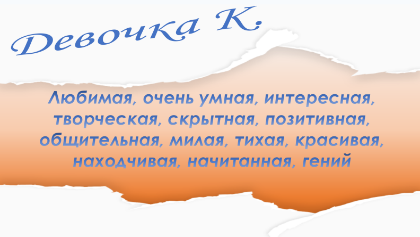 Девочка К.
Любимая, очень умная, интересная,
творческая, скрытная, позитивная,
общительная, милая, тихая, красивая,
находчивая, начитанная, гений